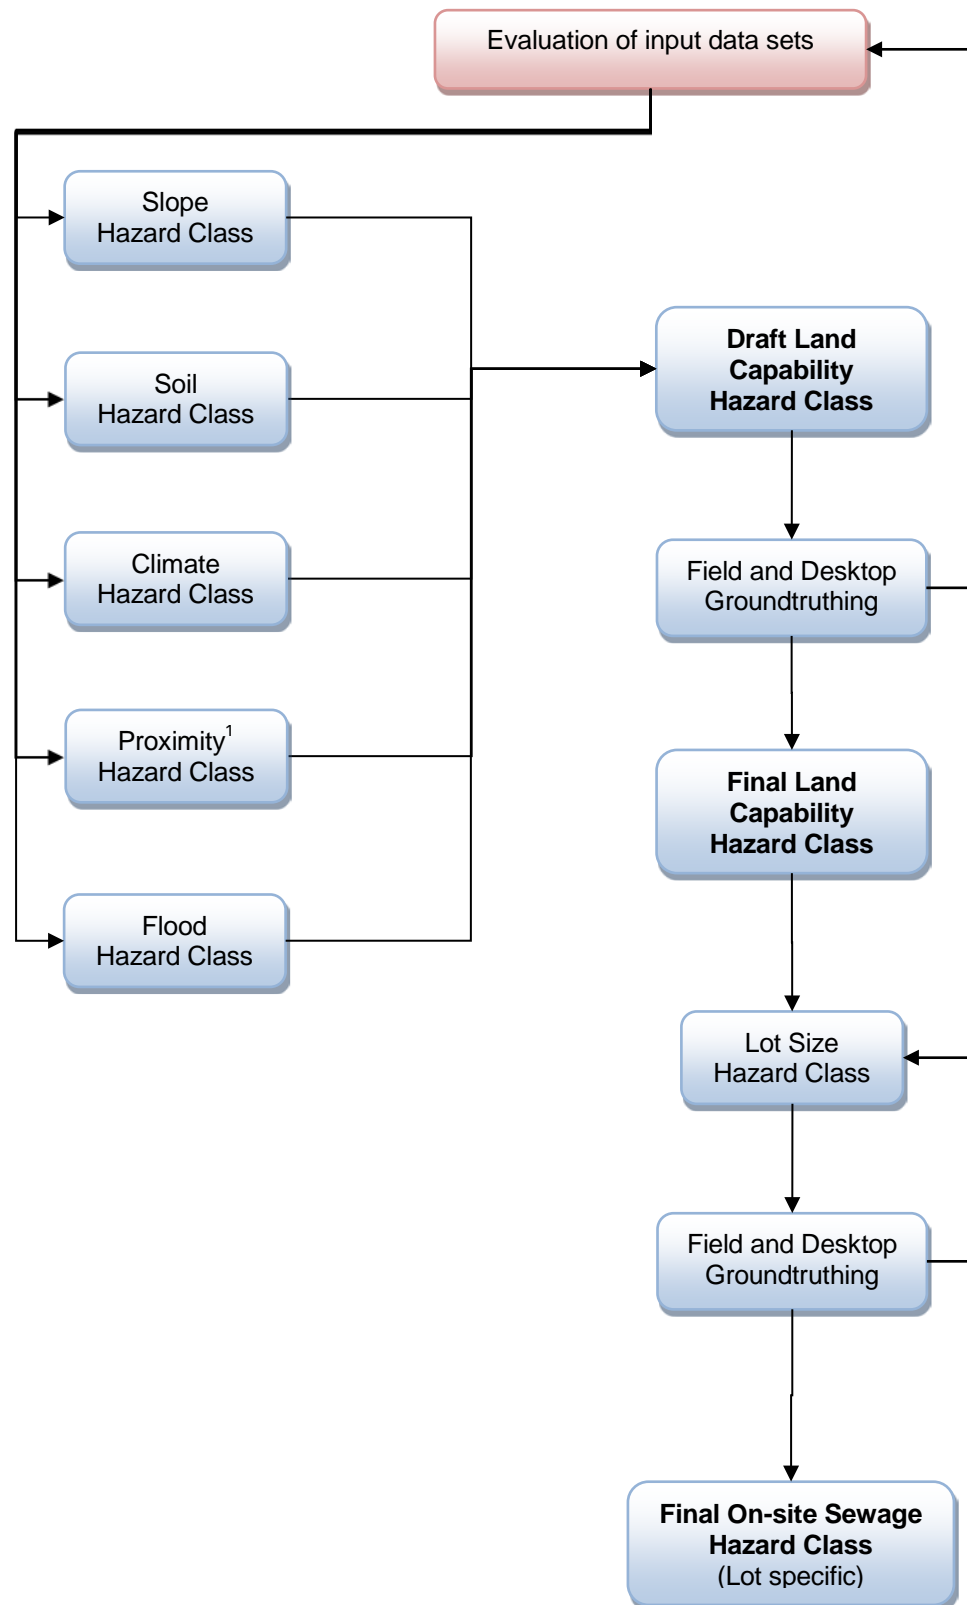 Evaluation of input data sets
Slope
Hazard Class
Soil
Hazard Class
Climate
Hazard Class
Proximity¹
Hazard Class
Flood
Hazard Class
Draft Land
Capability
Hazard Class
Field and Desktop
Groundtruthing
Final Land
Capability
Hazard Class
Lot Size
Hazard Class
Field and Desktop
Groundtruthing
Final On-site Sewage
Hazard Class
(Lot specific)